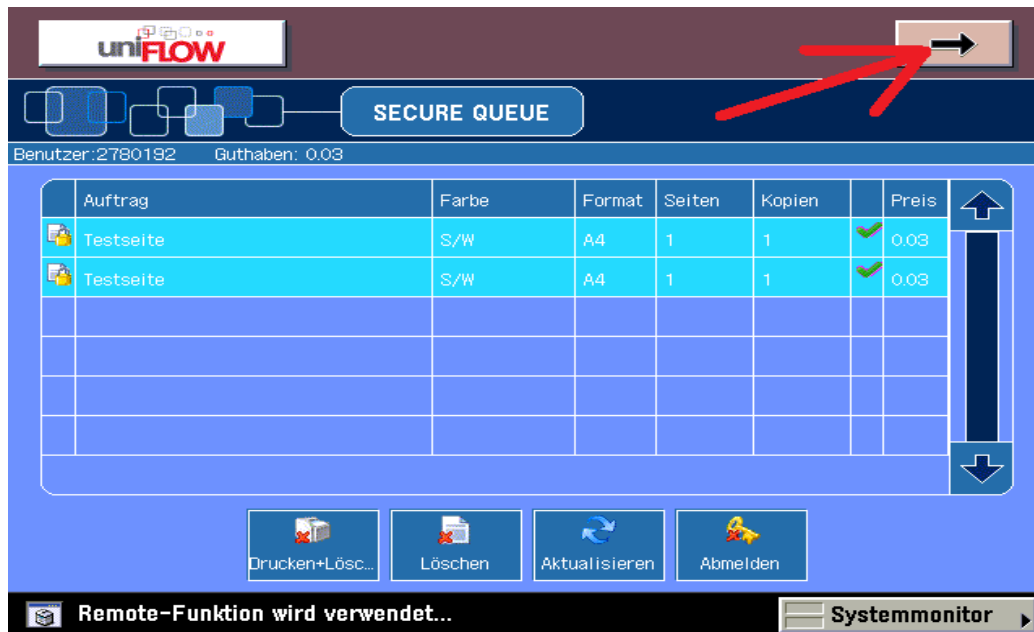 uniFLOW
SECURE QUEUE
Benutzer:2780192 Guthaben: 0.03
Auftrag Farbe Format Seiten Kopien Preis
Testseite S/W A4 1 1 0.03
Testseite S/W A4 1 1 0.03
Drucken+Lösc... Löschen Aktualisieren Abmelden
Remote-Funktion wird verwendet... Systemmonitor